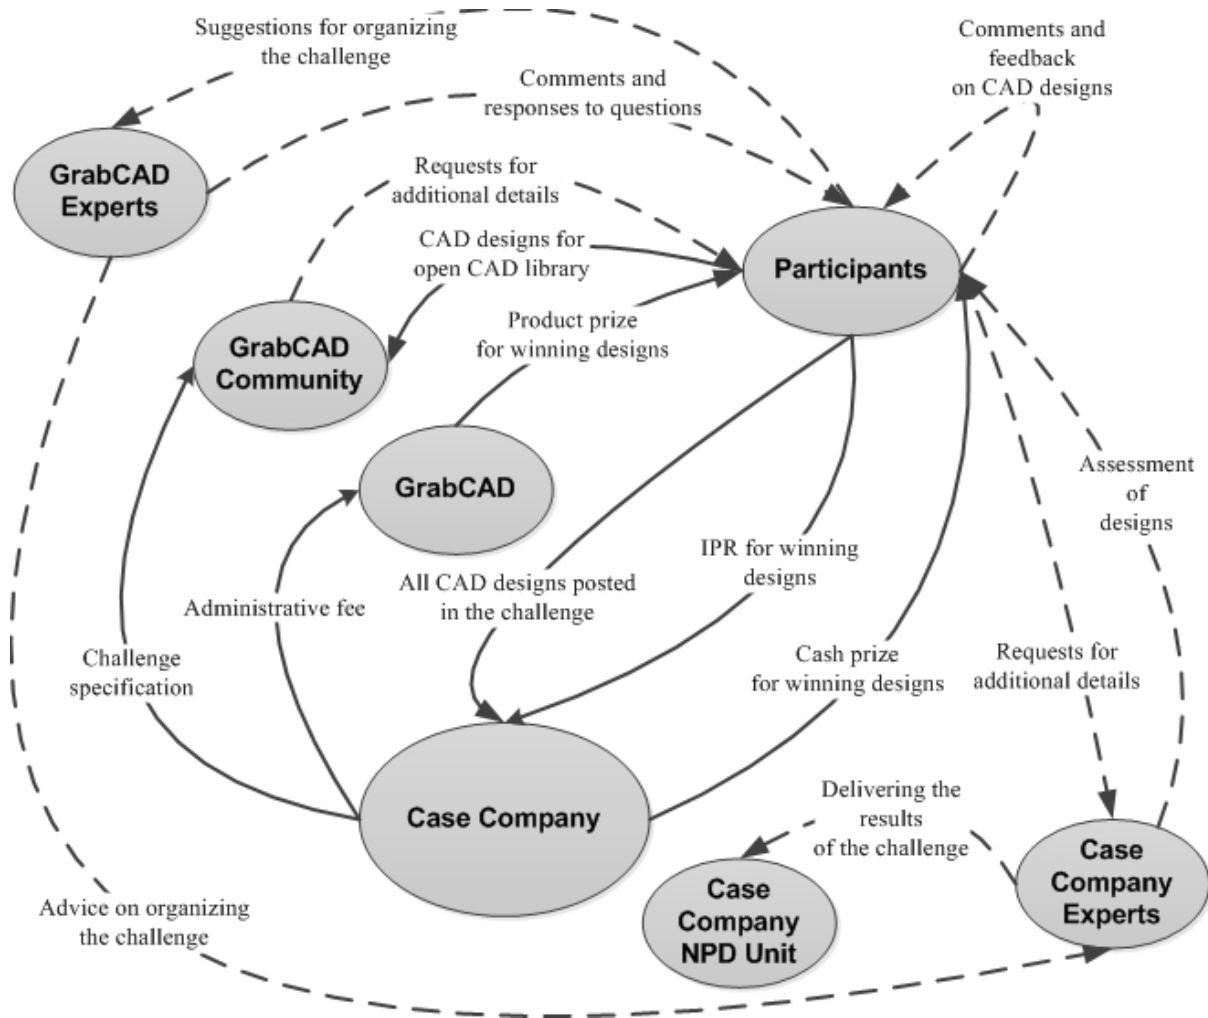 Suggestions for organizing
the challenge
Comments and
feedback
on CAD designs
Comments and
responses to questions
GrabCAD
Experts
Requests for
additional details
CAD designs for
open CAD library
Participants
Product prize
for winning designs
GrabCAD
Community
GrabCAD
Assessment
of
designs
IPR for winning
designs
All CAD designs posted
in the challenge
Administrative fee
Challenge
specification
Cash prize
for winning designs
Requests for
additional details
Case Company
Delivering the
results
of the challenge
Case
Company
Experts
Case
Company
NPD Unit
Advice on organizing
the challenge